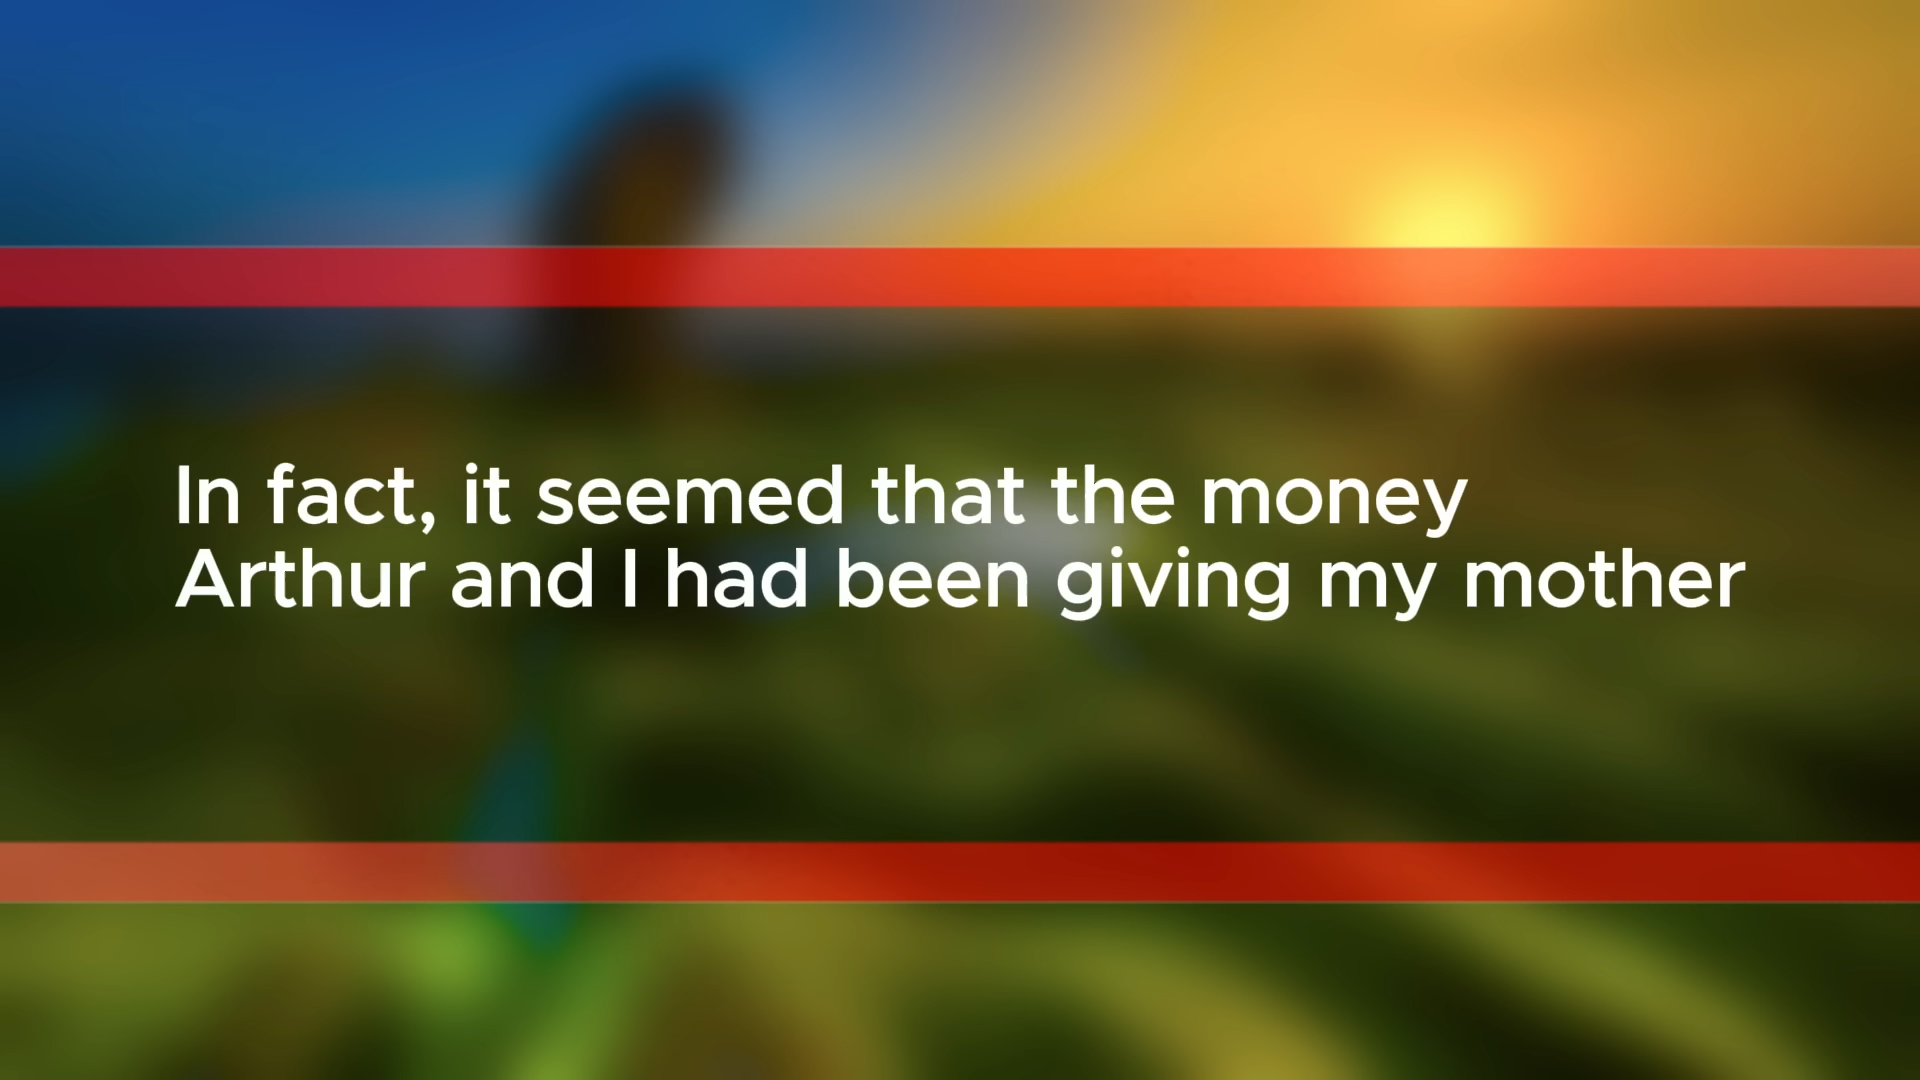 In fact, it seemed that the money
Arthur and I had been giving my mother